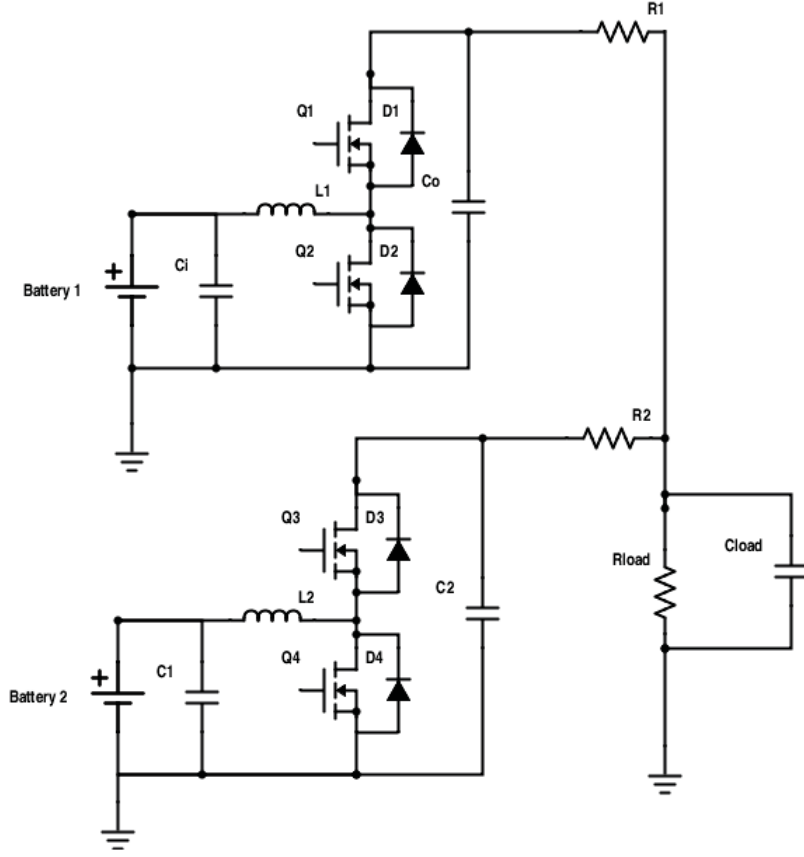 R1
Q1 D1
Co
L1
Q2 D2
Ci
+
Battery 1
R2
Q3 D3
Cload
Rload
C2
L2
Q4 D4
C1
+
Battery 2